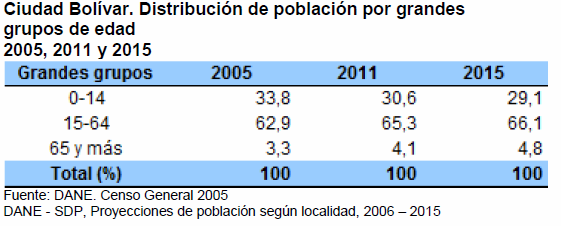 Ciudad Bolívar. Distribución de población por grandes
grupos de edad
2005, 2011 y 2015
Grandes grupos 2005 2011 2015
0-14 33,8 30,6 29,1
15-64 62,9 65,3 66,1
65 y más 3,3 4,1 4,8
Total (%) 100 100 100
Fuente: DANE. Censo General 2005
DANE - SDP, Proyecciones de población según localidad, 2006 – 2015